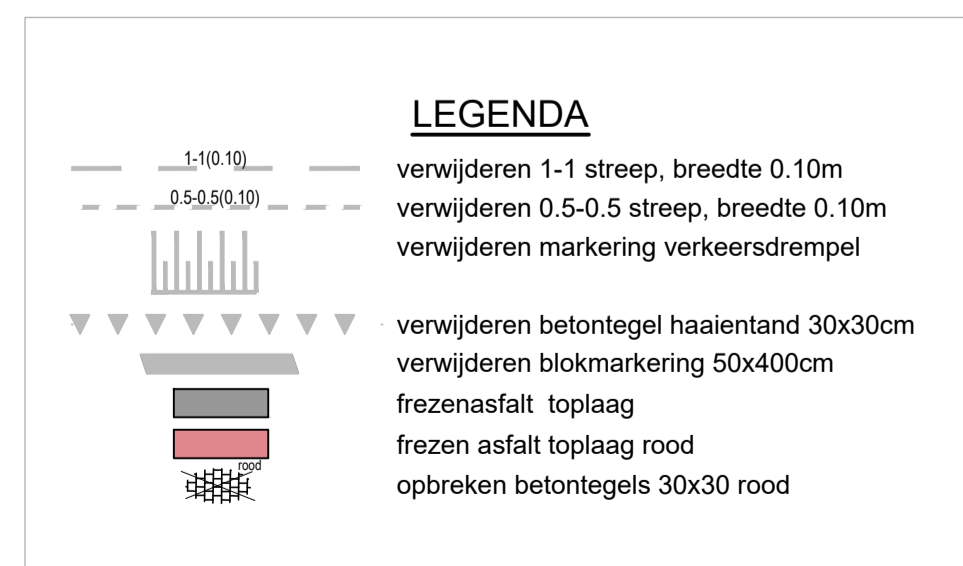 LEGENDA
1-1(0.10) verwijderen 1-1 streep, breedte 0.10m
0.5-0.5(0.10) verwijderen 0.5-0.5 streep, breedte 0.10m
verwijderen markering verkeersdrempel
verwijderen betontegel haaientand 30x30cm
verwijderen blokmarkering 50x400cm
frezenasfalt toplaag
frezen asfalt toplaag rood
rood
opbreken betontegels 30x30 rood